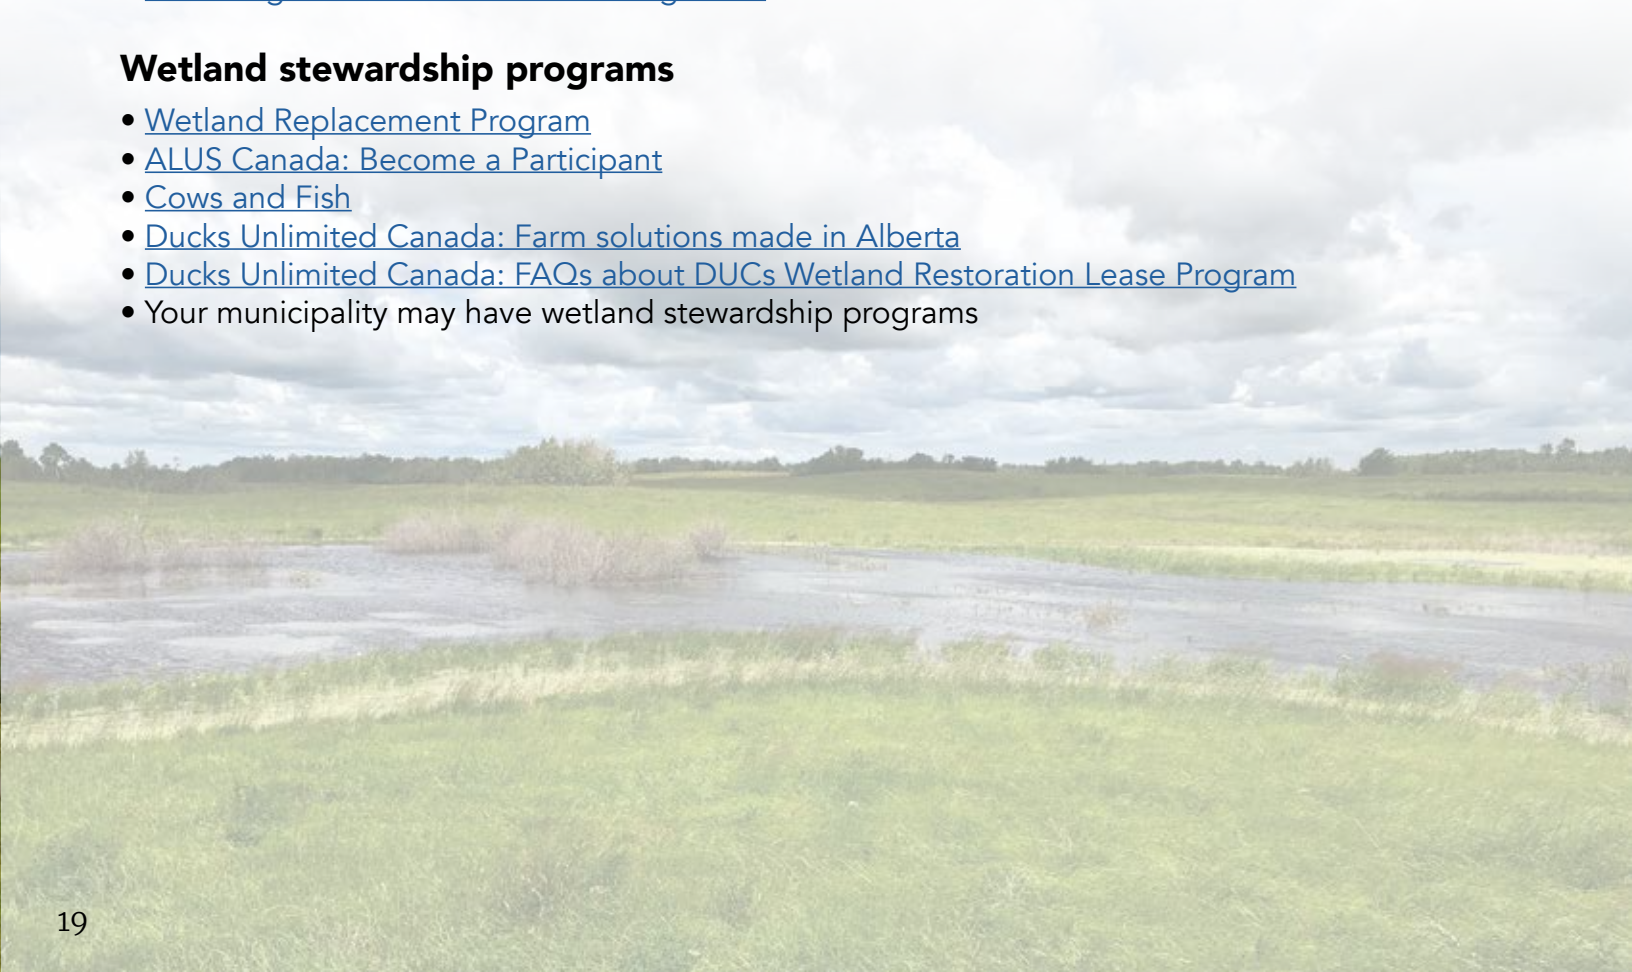 Wetland stewardship programs
• Wetland Replacement Program
• ALUS Canada: Become a Participant
• Cows and Fish
• Ducks Unlimited Canada: Farm solutions made in Alberta
• Ducks Unlimited Canada: FAQs about DUCs Wetland Restoration Lease Program
• Your municipality may have wetland stewardship programs
19